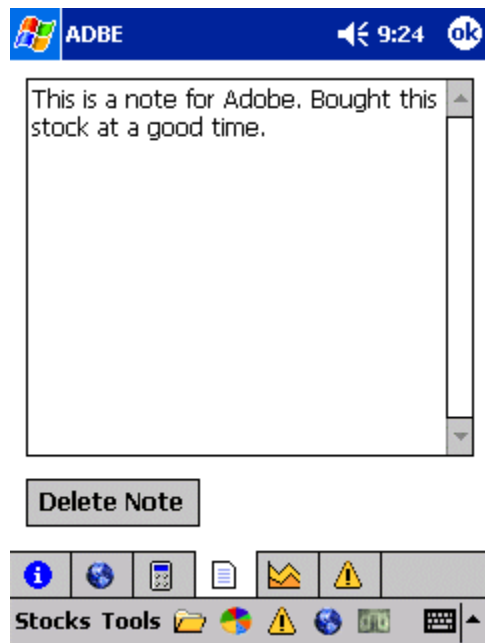 ADBE 9:24 ok
This is a note for Adobe. Bought this
stock at a good time.
Delete Note
Stocks Tools